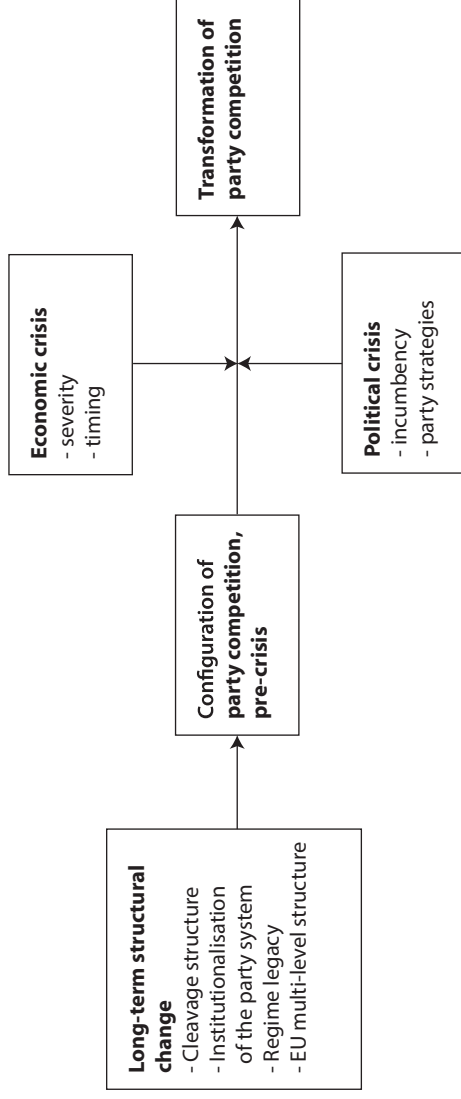 Long-term structural
change
- Cleavage structure
- Institutionalisation
of the party system
- Regime legacy
- EU multi-level structure
Configuration of
party competition,
pre-crisis
Economic crisis
- severity
- timing
Political crisis
- incumbency
- party strategies
Transformation of
party competition